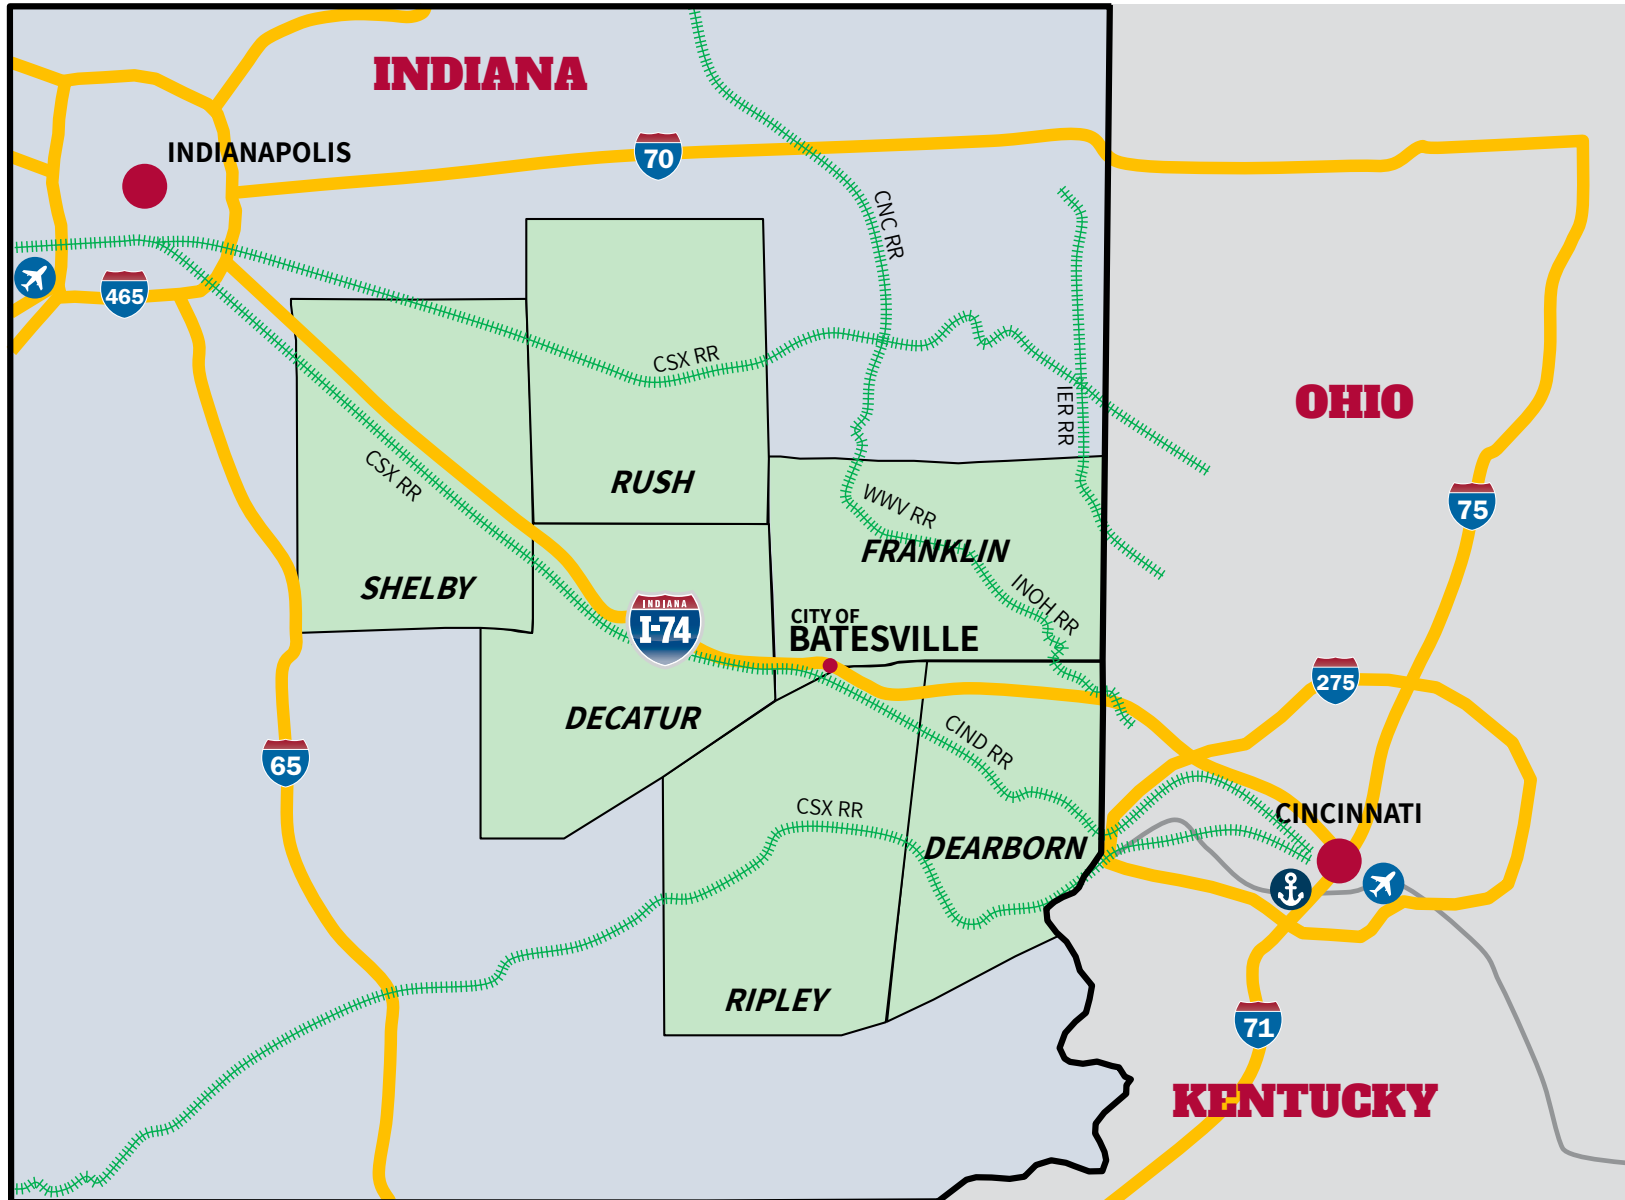 INDIANA
INDIANAPOLIS
70
CNC RR
465
CSX RR
IER RR
OHIO
CSX RR
RUSH
WWV RR
75
FRANKLIN
SHELBY
INOH RR
INDIANA
I-74
CITY OF
BATESVILLE
275
DECATUR
CIND RR
65
CSX RR
CINCINNATI
DEARBORN
RIPLEY
71
KENTUCKY